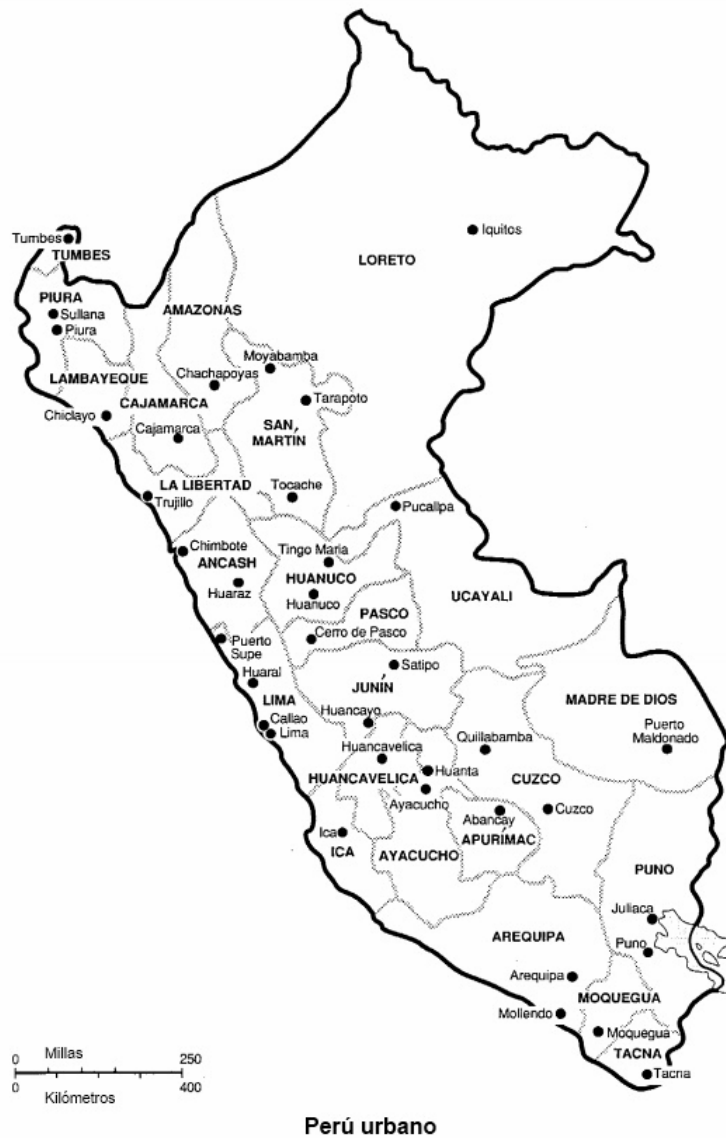 Iquitos
Tumbes
TUMBES
LORETO
PIURA
Sullana
Piura
AMAZONAS
Moyabamba
LAMBAYEQUE
Chachapoyas
CAJAMARCA
Tarapoto
Chiclayo
Cajamarca
SAN
MARTÍN
LA LIBERTAD
Tocache
Trujillo
Pucallpa
Chimbote
Tingo Maria
ANCASH
HUANUCO
Huaraz
Huanuco
UCAYALI
PASCO
Puerto
Supe
Cerro de Pasco
Satipo
Huaral
JUNÍN
LIMA
MADRE DE DIOS
Huancayo
Callao
Lima
Puerto
Maldonado
Huancavelica
Quillabamba
HUANCAVELICA
Huanta
CUZCO
Ayacucho
Abancay
Cuzco
Ica
APURÍMAC
ICA
AYACUCHO
PUNO
Juliaca
AREQUIPA
Puno
Arequipa
MOQUEGUA
Mollendo
Moquegua
TACNA
Tacna
0 Millas 250
0 Kilómetros 400
Perú urbano